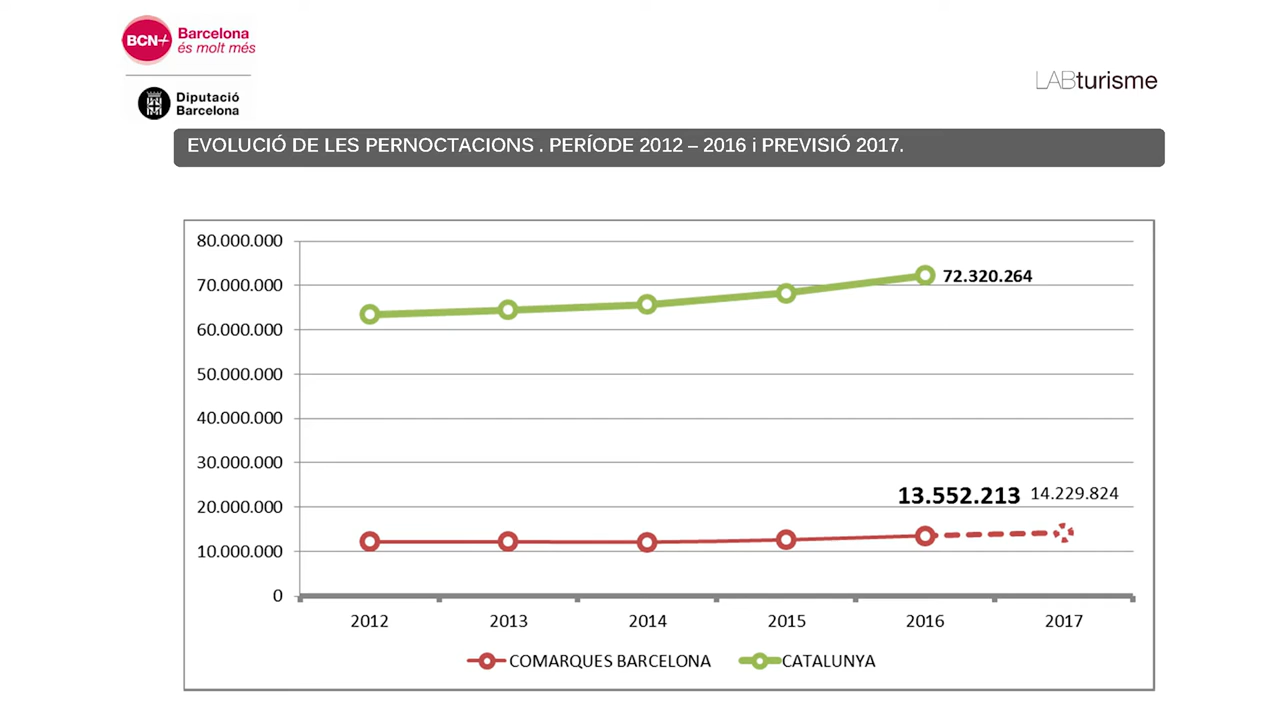 BCN+
Barcelona
és molt més
Diputació
Barcelona
LABturisme
EVOLUCIÓ DE LES PERNOCTACIONS . PERÍODE 2012 – 2016 i PREVISIÓ 2017.
80.000.000
70.000.000
60.000.000
50.000.000
40.000.000
30.000.000
20.000.000
10.000.000
0
72.320.264
13.552.213 14.229.824
2012 2013 2014 2015 2016 2017
COMARQUES BARCELONA CATALUNYA